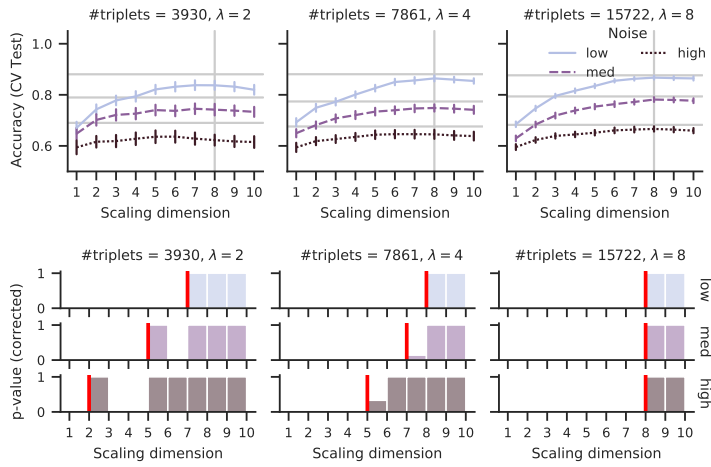 #triplets = 3930, λ = 2
#triplets = 7861, λ = 4
#triplets = 15722, λ = 8
Accuracy (CV Test)
1.0
0.8
0.6
Noise
low
high
med
1 2 3 4 5 6 7 8 9 10
1 2 3 4 5 6 7 8 9 10
1 2 3 4 5 6 7 8 9 10
Scaling dimension
Scaling dimension
Scaling dimension
#triplets = 3930, λ = 2
#triplets = 7861, λ = 4
#triplets = 15722, λ = 8
p-value (corrected)
1
0
low
1
0
med
1
0
high
1 2 3 4 5 6 7 8 9 10
1 2 3 4 5 6 7 8 9 10
1 2 3 4 5 6 7 8 9 10
Scaling dimension
Scaling dimension
Scaling dimension